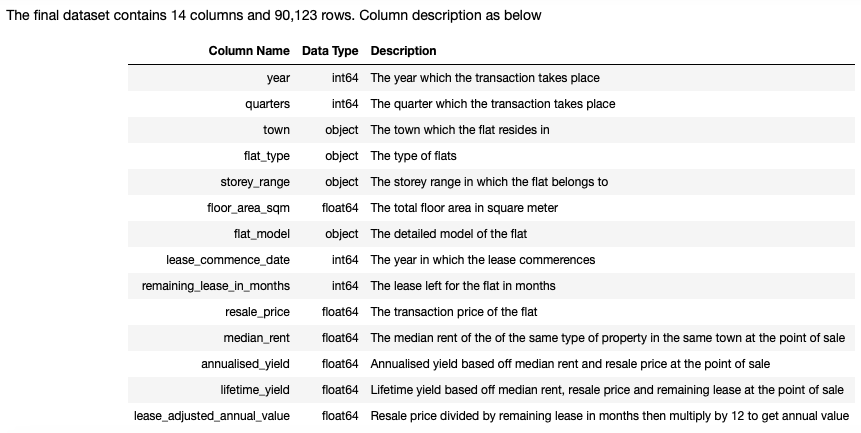 The final dataset contains 14 columns and 90,123 rows. Column description as below
Column Name Data Type Description
year int64 The year which the transaction takes place
quarters int64 The quarter which the transaction takes place
town object The town which the flat resides in
flat_type object The type of flats
storey_range object The storey range in which the flat belongs to
floor_area_sqm float64 The total floor area in square meter
flat_model object The detailed model of the flat
lease_commence_date int64 The year in which the lease commerences
remaining_lease_in_months int64 The lease left for the flat in months
resale_price float64 The transaction price of the flat
median_rent float64 The median rent of the of the same type of property in the same town at the point of sale
annualised_yield float64 Annualised yield based off median rent and resale price at the point of sale
lifetime_yield float64 Lifetime yield based off median rent, resale price and remaining lease at the point of sale
lease_adjusted_annual_value float64 Resale price divided by remaining lease in months then multiply by 12 to get annual value